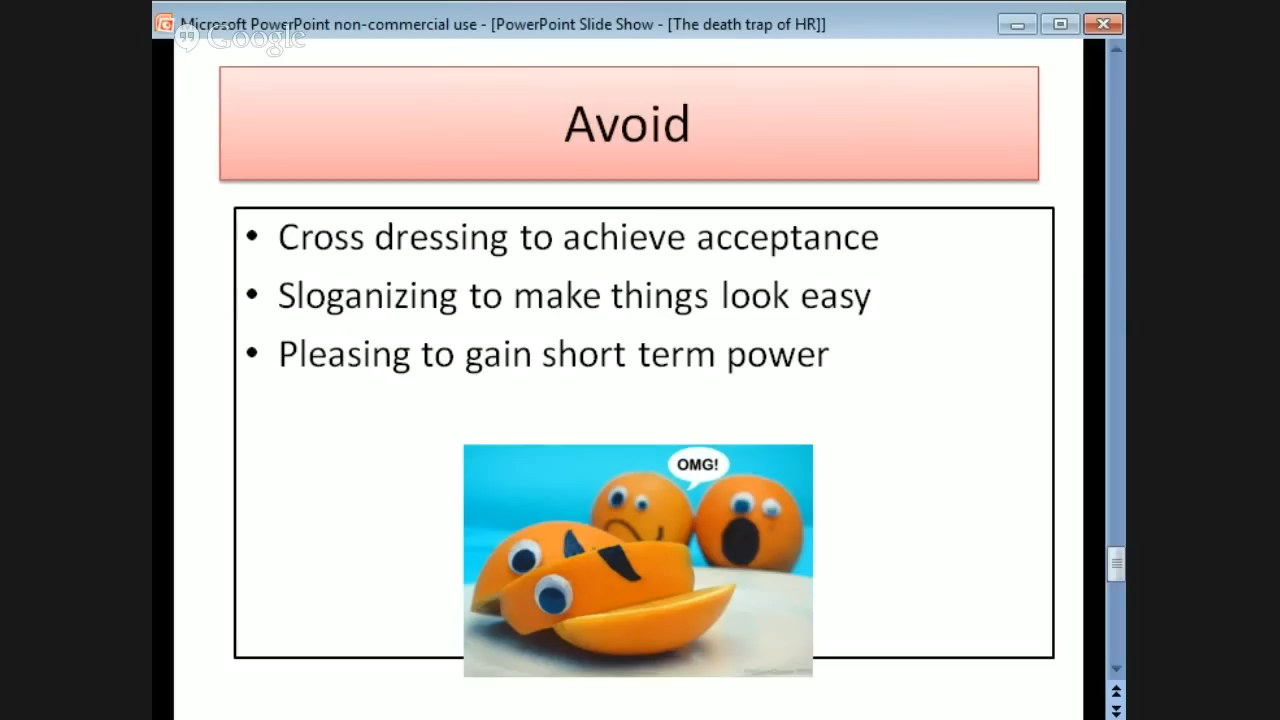 Microsoft PowerPoint non-commercial use - [PowerPoint Slide Show - [The death trap of HR]]
Google
Avoid
• Cross dressing to achieve acceptance
• Sloganizing to make things look easy
• Pleasing to gain short term power
OMG!